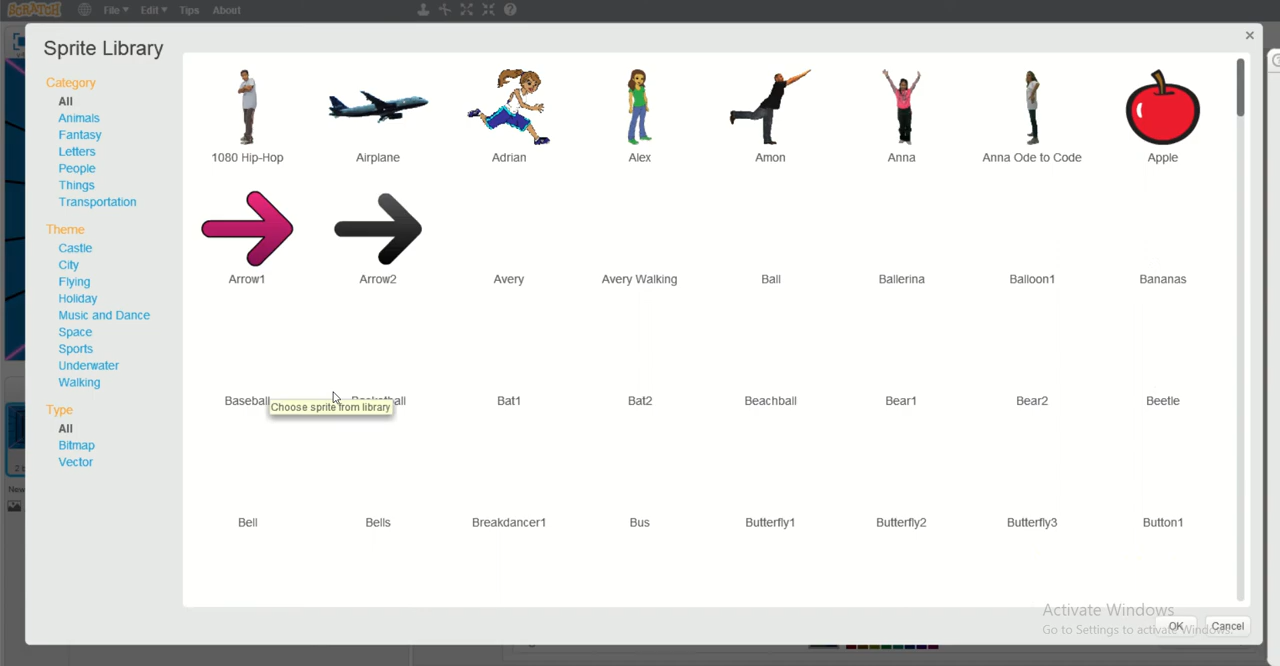 SCRATCH File Edit Tips About
Sprite Library
Category
All
Animals
Fantasy
Letters
People
Things
Transportation
Theme
Castle
City
Flying
Holiday
Music and Dance
Space
Sports
Underwater
Walking
Type
All
Bitmap
Vector
1080 Hip-Hop Airplane Adrian Alex Amon Anna Anna Ode to Code Apple
Arrow1 Arrow2 Avery Avery Walking Ball Ballerina Balloon1 Bananas
Baseball Basketball Bat1 Bat2 Beachball Bear1 Bear2 Beetle
Choose sprite from library
Bell Bells Breakdancer1 Bus Butterfly1 Butterfly2 Butterfly3 Button1
Activate Windows
Go to Settings to activate Windows.
OK Cancel
New